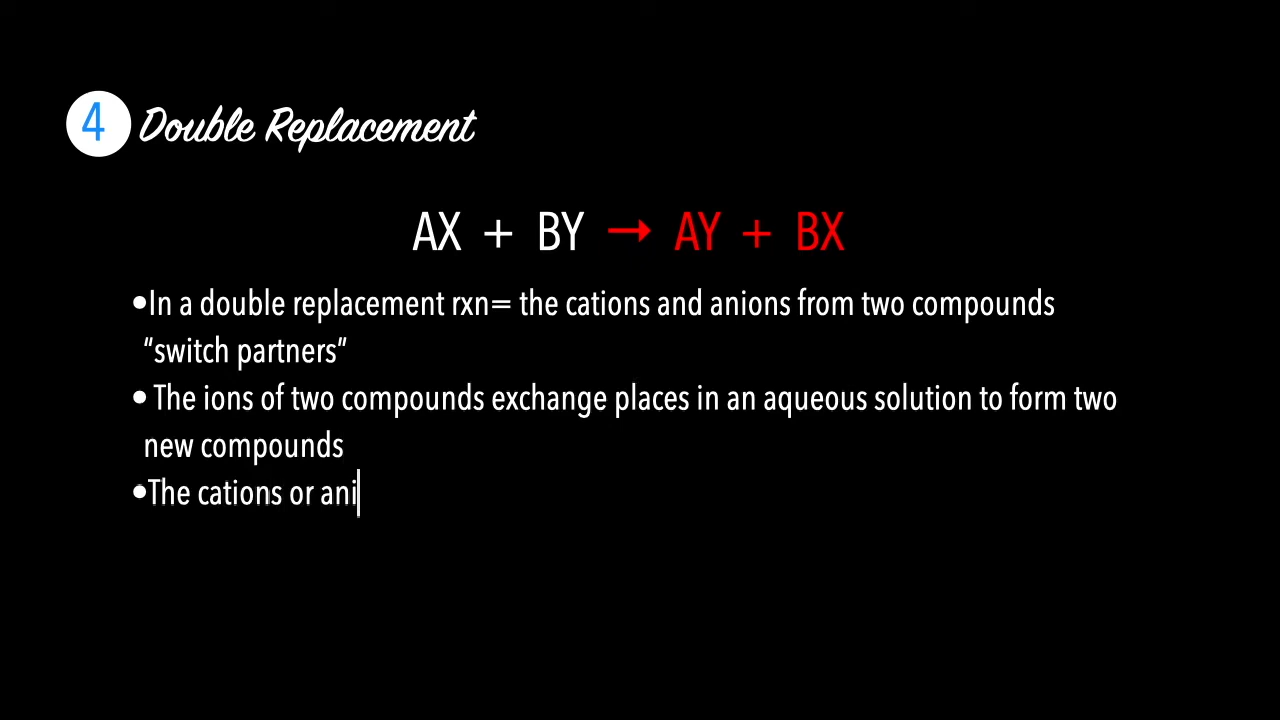 4 Double Replacement
AX + BY → AY + BX
•In a double replacement rxn= the cations and anions from two compounds
“switch partners”
• The ions of two compounds exchange places in an aqueous solution to form two
new compounds
•The cations or ani